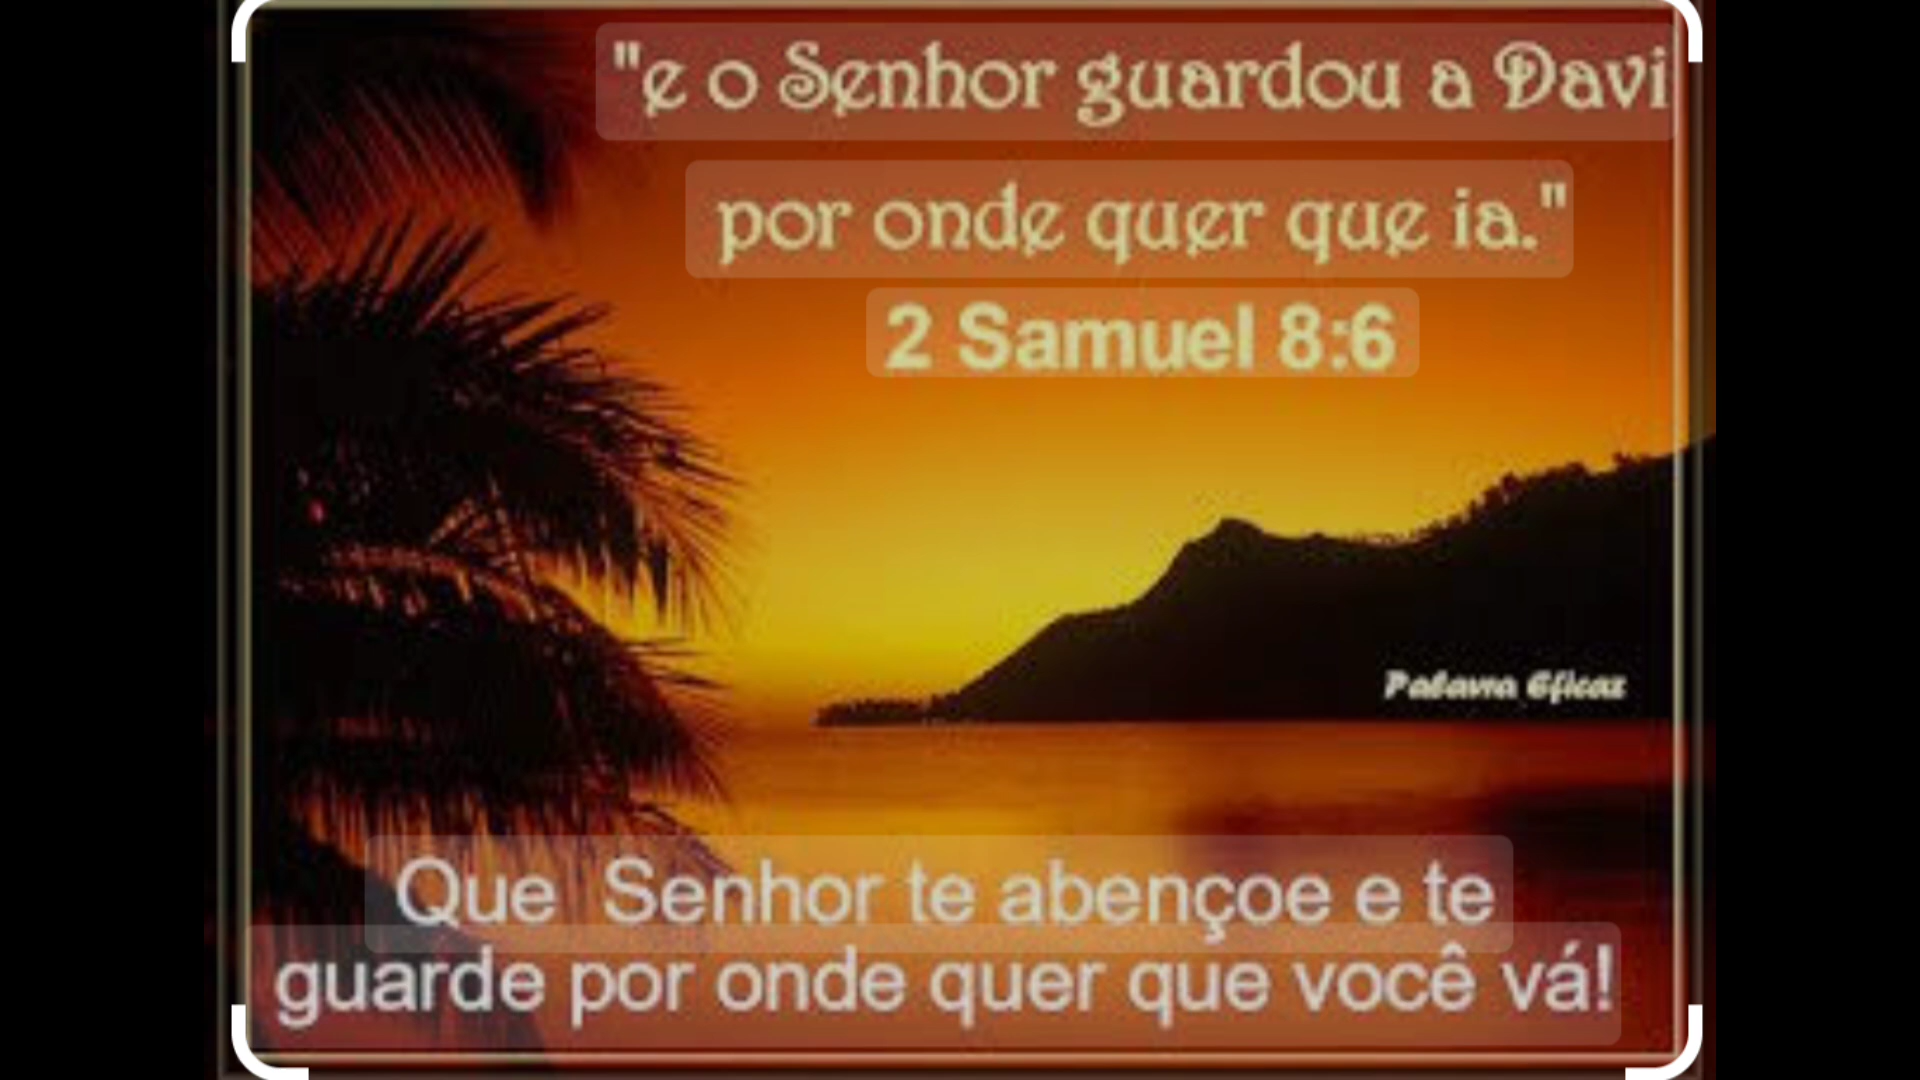 "e o Senhor guardou a Davi
por onde quer que ia."
2 Samuel 8:6
Palavra Eficaz
Que Senhor te abençoe e te
guarde por onde quer que você vá!